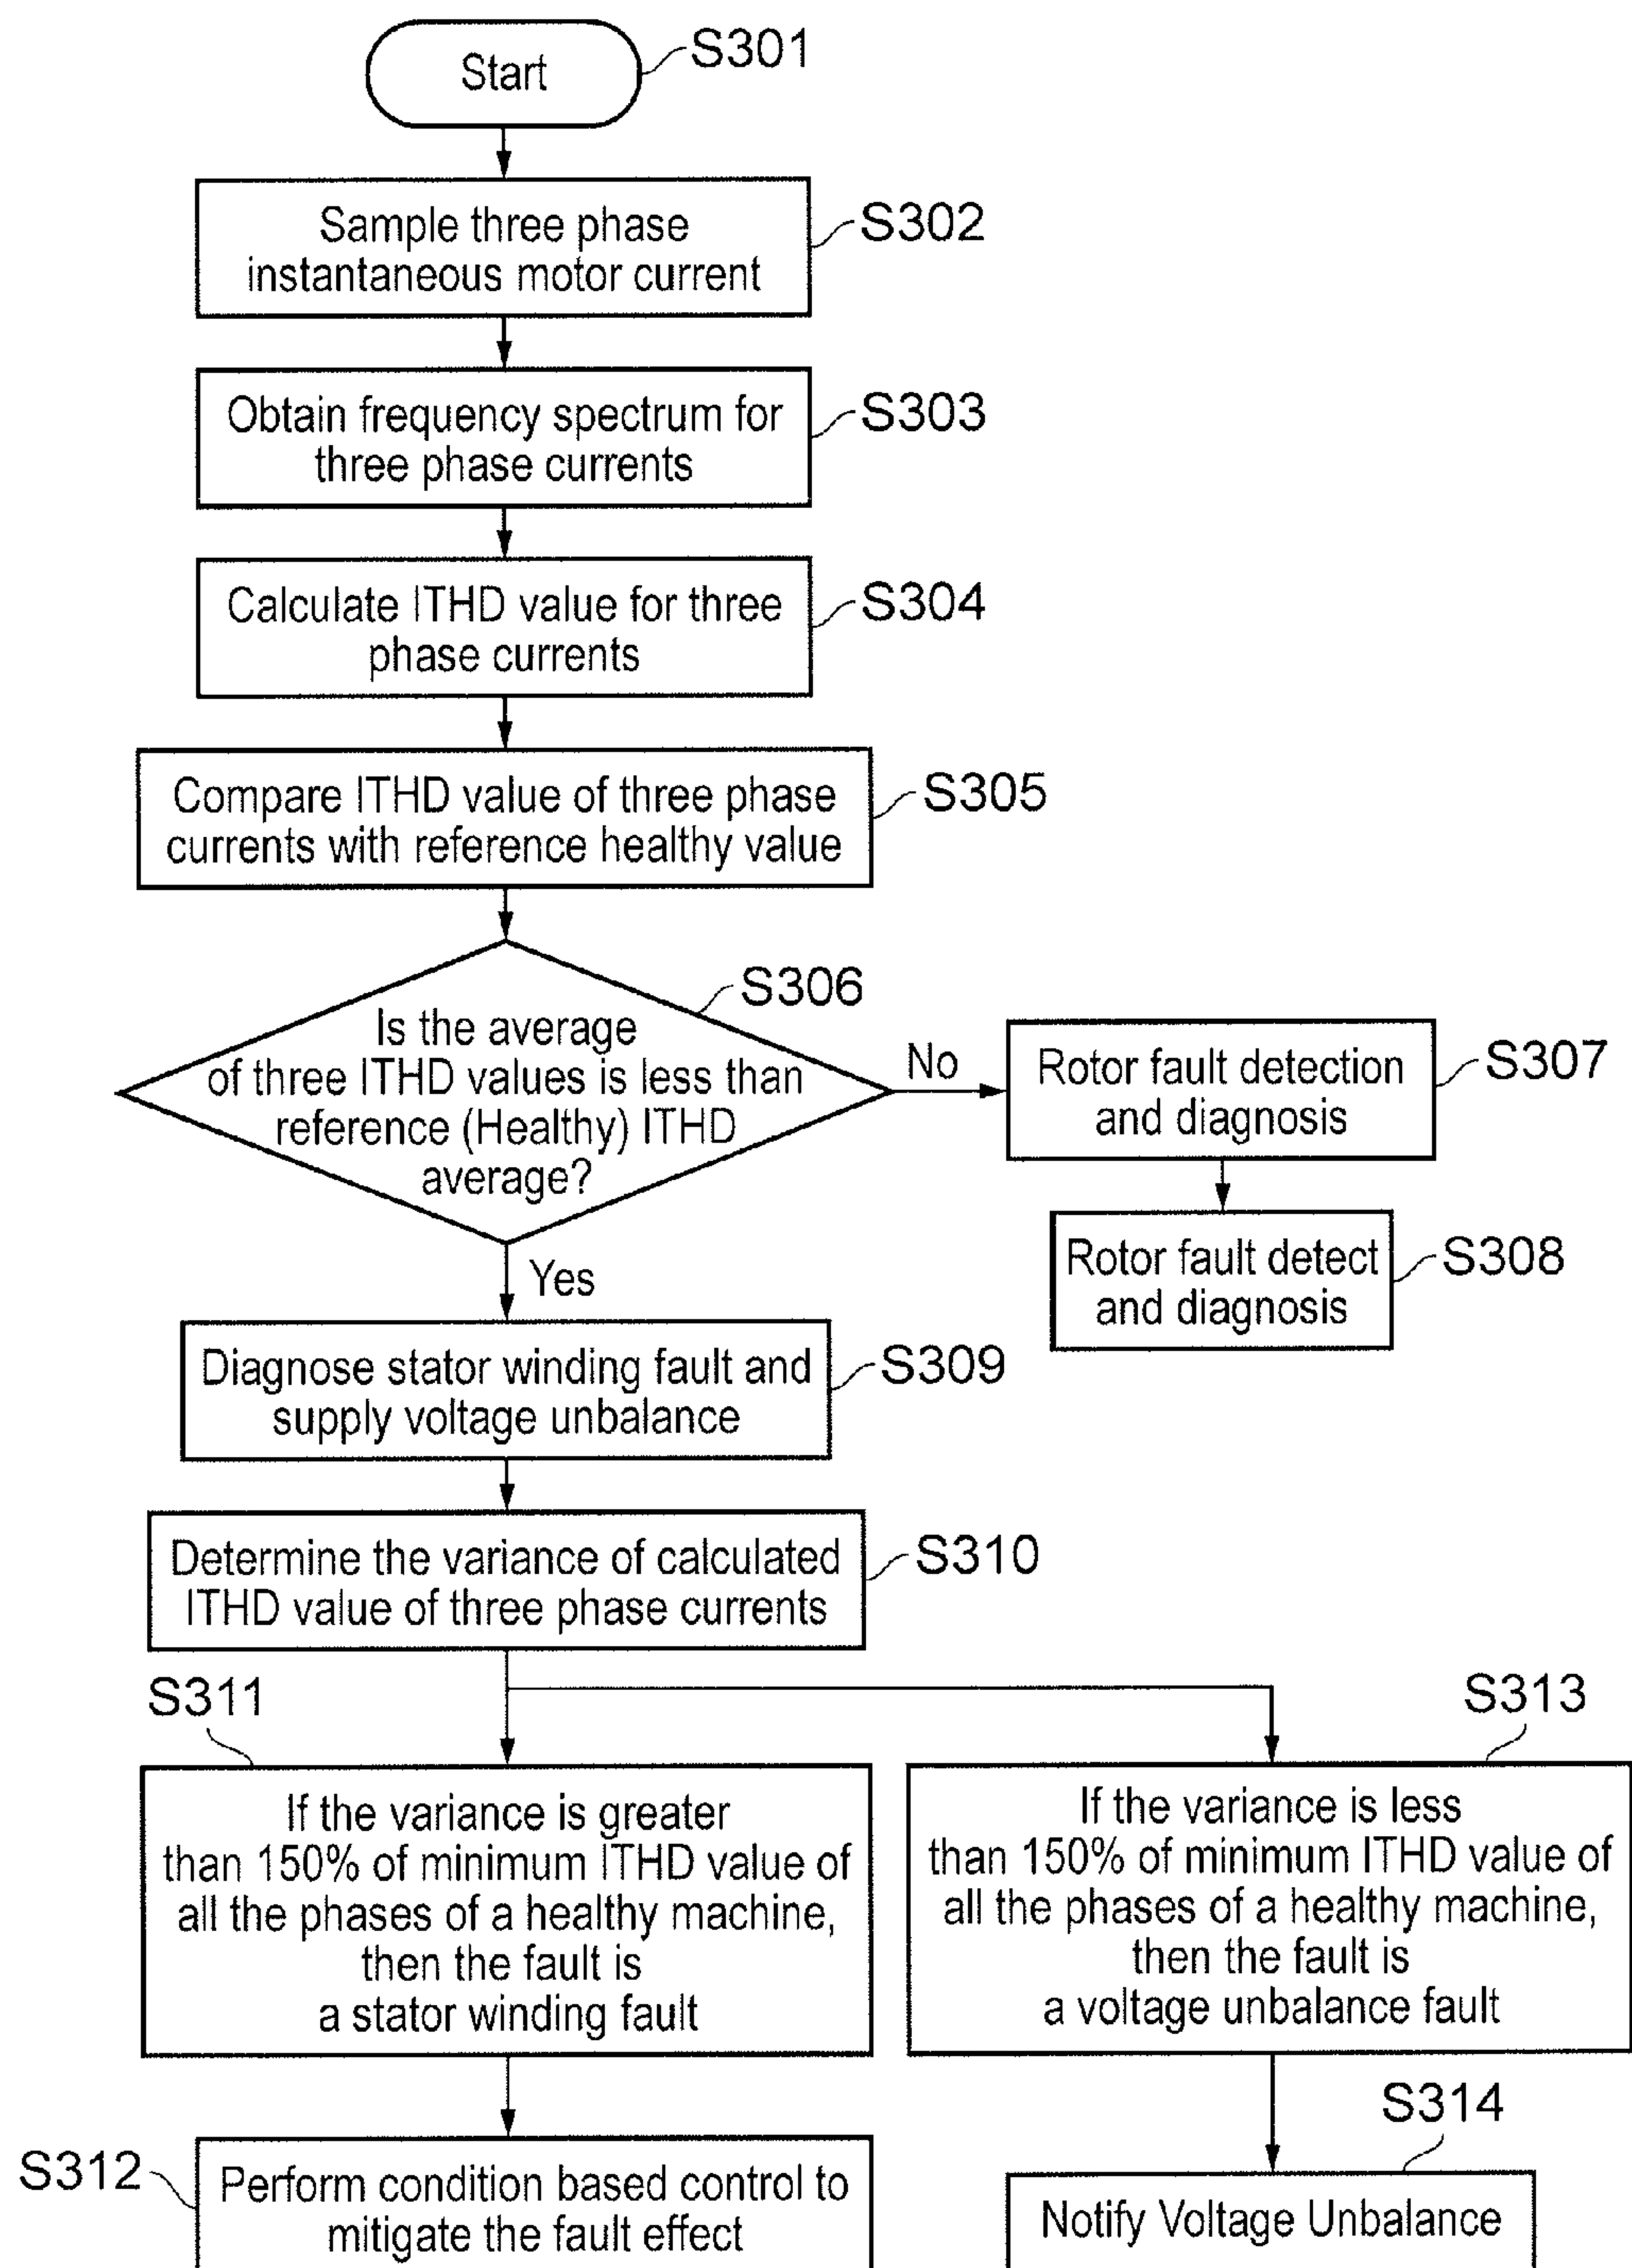 Start
S301
Sample three phase
instantaneous motor current
S302
Obtain frequency spectrum for
three phase currents
S303
Calculate ITHD value for three
phase currents
S304
Compare ITHD value of three phase
currents with reference healthy value
S305
S306
Is the average
of three ITHD values is less than
reference (Healthy) ITHD
average?
No
Rotor fault detection
and diagnosis
S307
Rotor fault detect
and diagnosis
S308
Yes
Diagnose stator winding fault and
supply voltage unbalance
S309
Determine the variance of calculated
ITHD value of three phase currents
S310
S311
If the variance is greater
than 150% of minimum ITHD value of
all the phases of a healthy machine,
then the fault is
a stator winding fault
S313
If the variance is less
than 150% of minimum ITHD value of
all the phases of a healthy machine,
then the fault is
a voltage unbalance fault
S312
Perform condition based control to
mitigate the fault effect
S314
Notify Voltage Unbalance